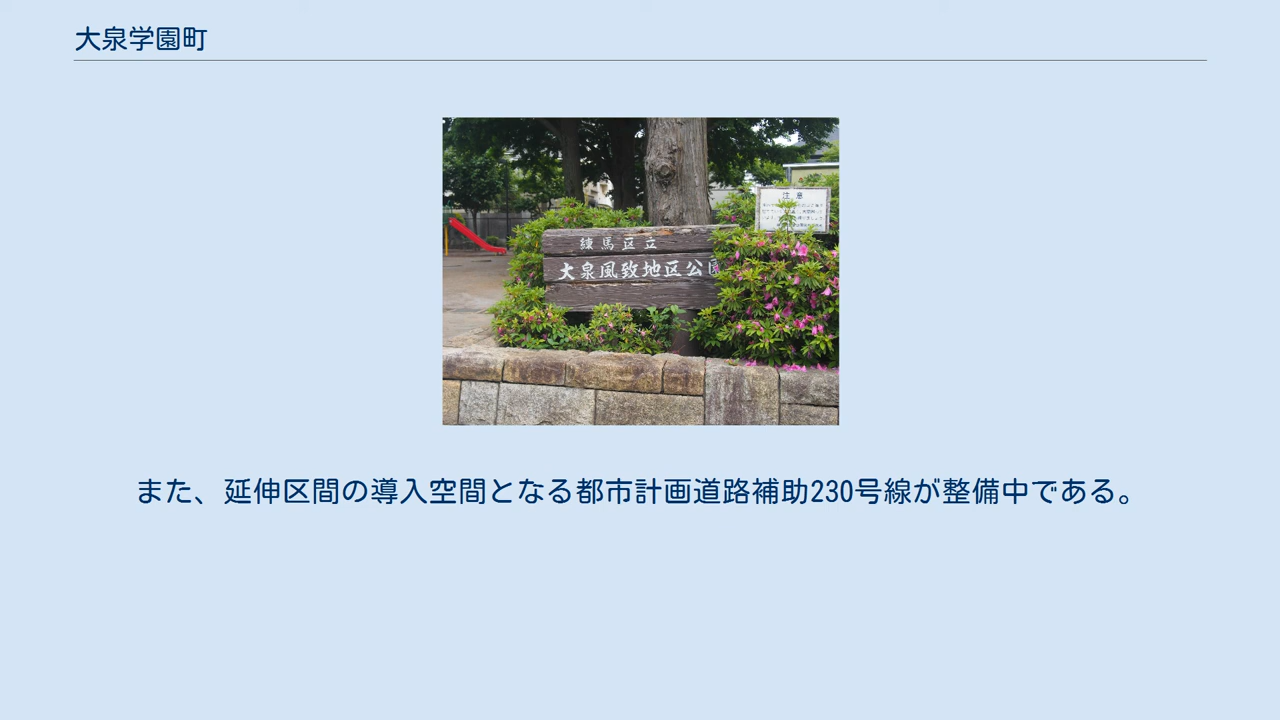 大泉学園町
注意
練馬区立
大泉風致地区公園
また、延伸区間の導入空間となる都市計画道路補助230号線が整備中である。